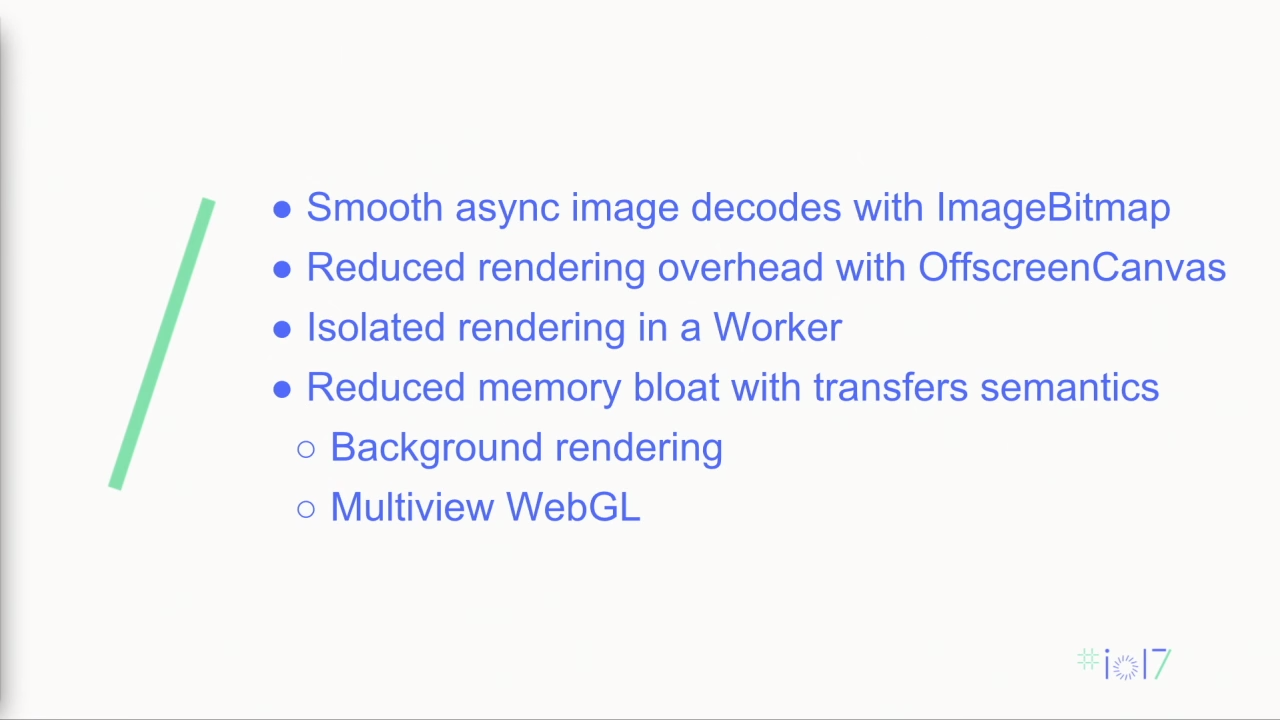 ● Smooth async image decodes with ImageBitmap
● Reduced rendering overhead with OffscreenCanvas
● Isolated rendering in a Worker
● Reduced memory bloat with transfers semantics
○ Background rendering
○ Multiview WebGL
#io17